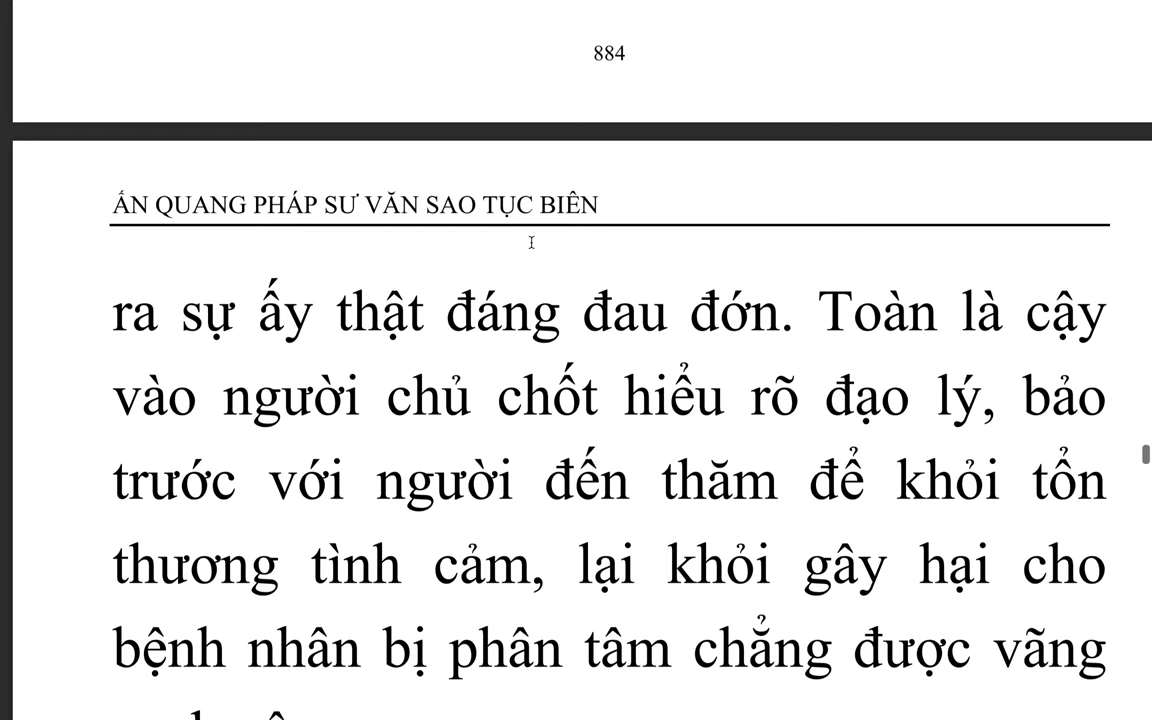 884
ẤN QUANG PHÁP SƯ VĂN SAO TỤC BIÊN
ra sự ấy thật đáng đau đớn. Toàn là cậy
vào người chủ chốt hiểu rõ đạo lý, bảo
trước với người đến thăm để khỏi tổn
thương tình cảm, lại khỏi gây hại cho
bệnh nhân bị phân tâm chẳng được vãng